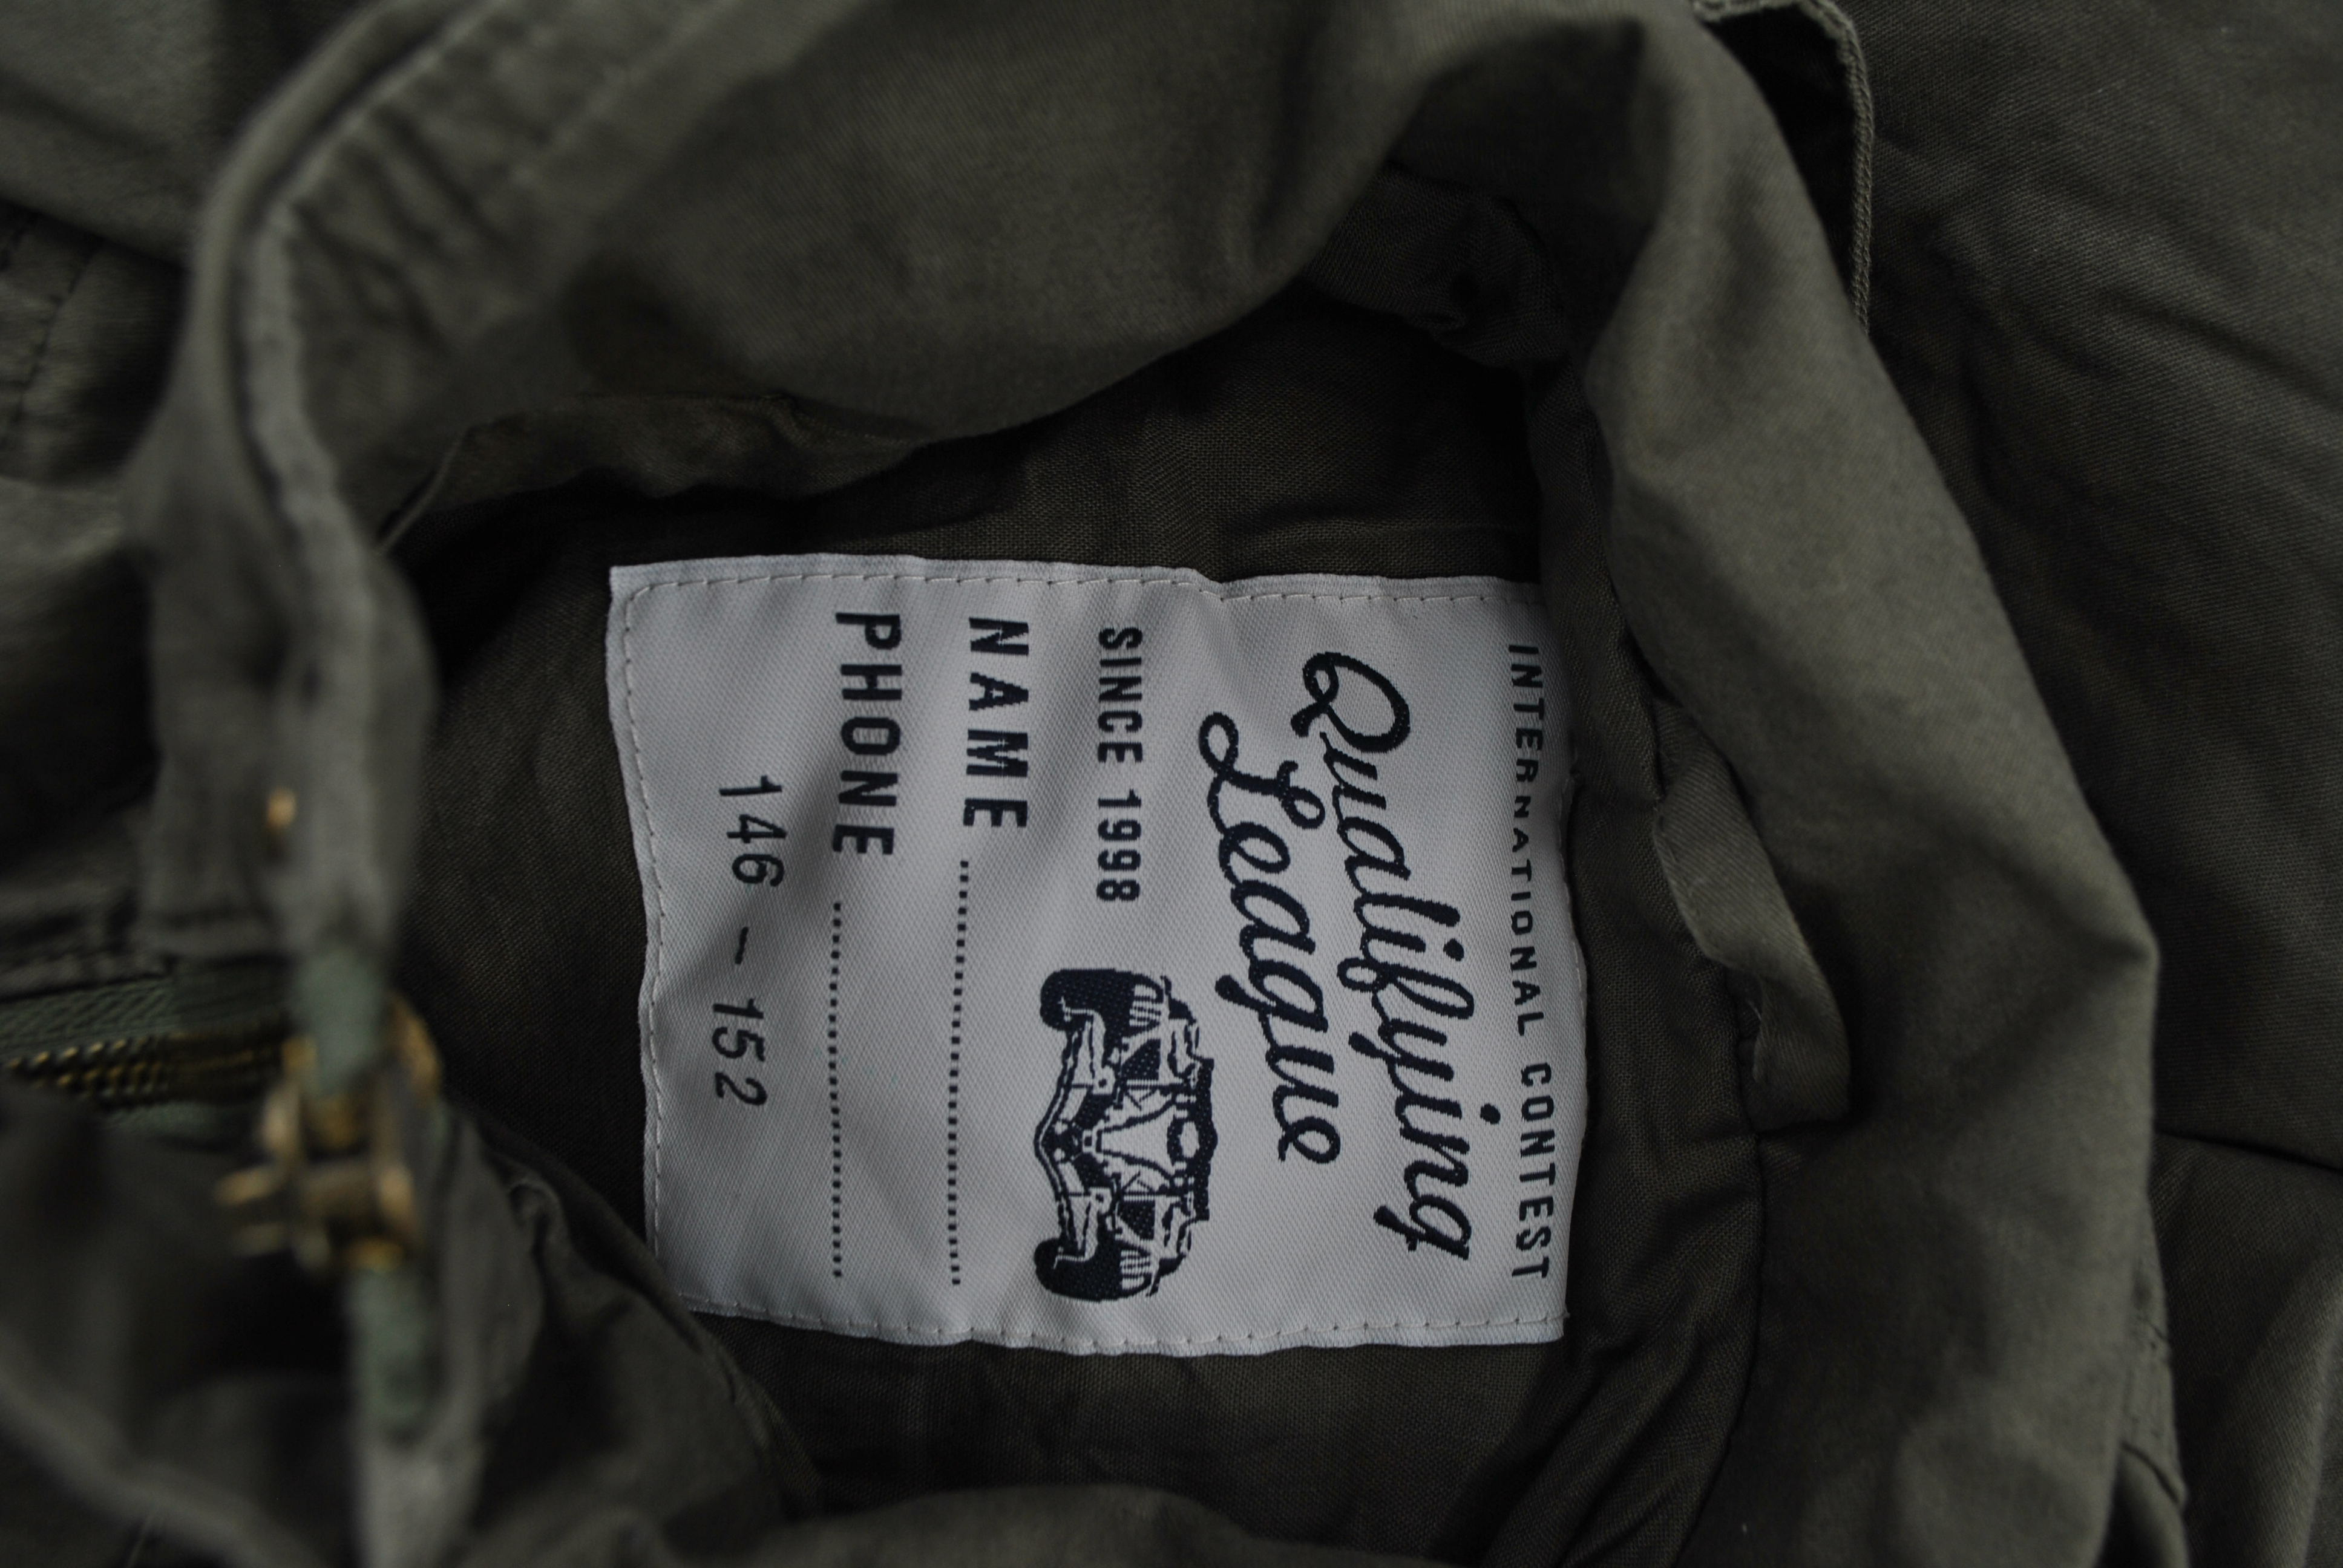 INTERNATIONAL CONTEST
Qualifying
League
SINCE 1998
NAME
PHONE
146 - 152